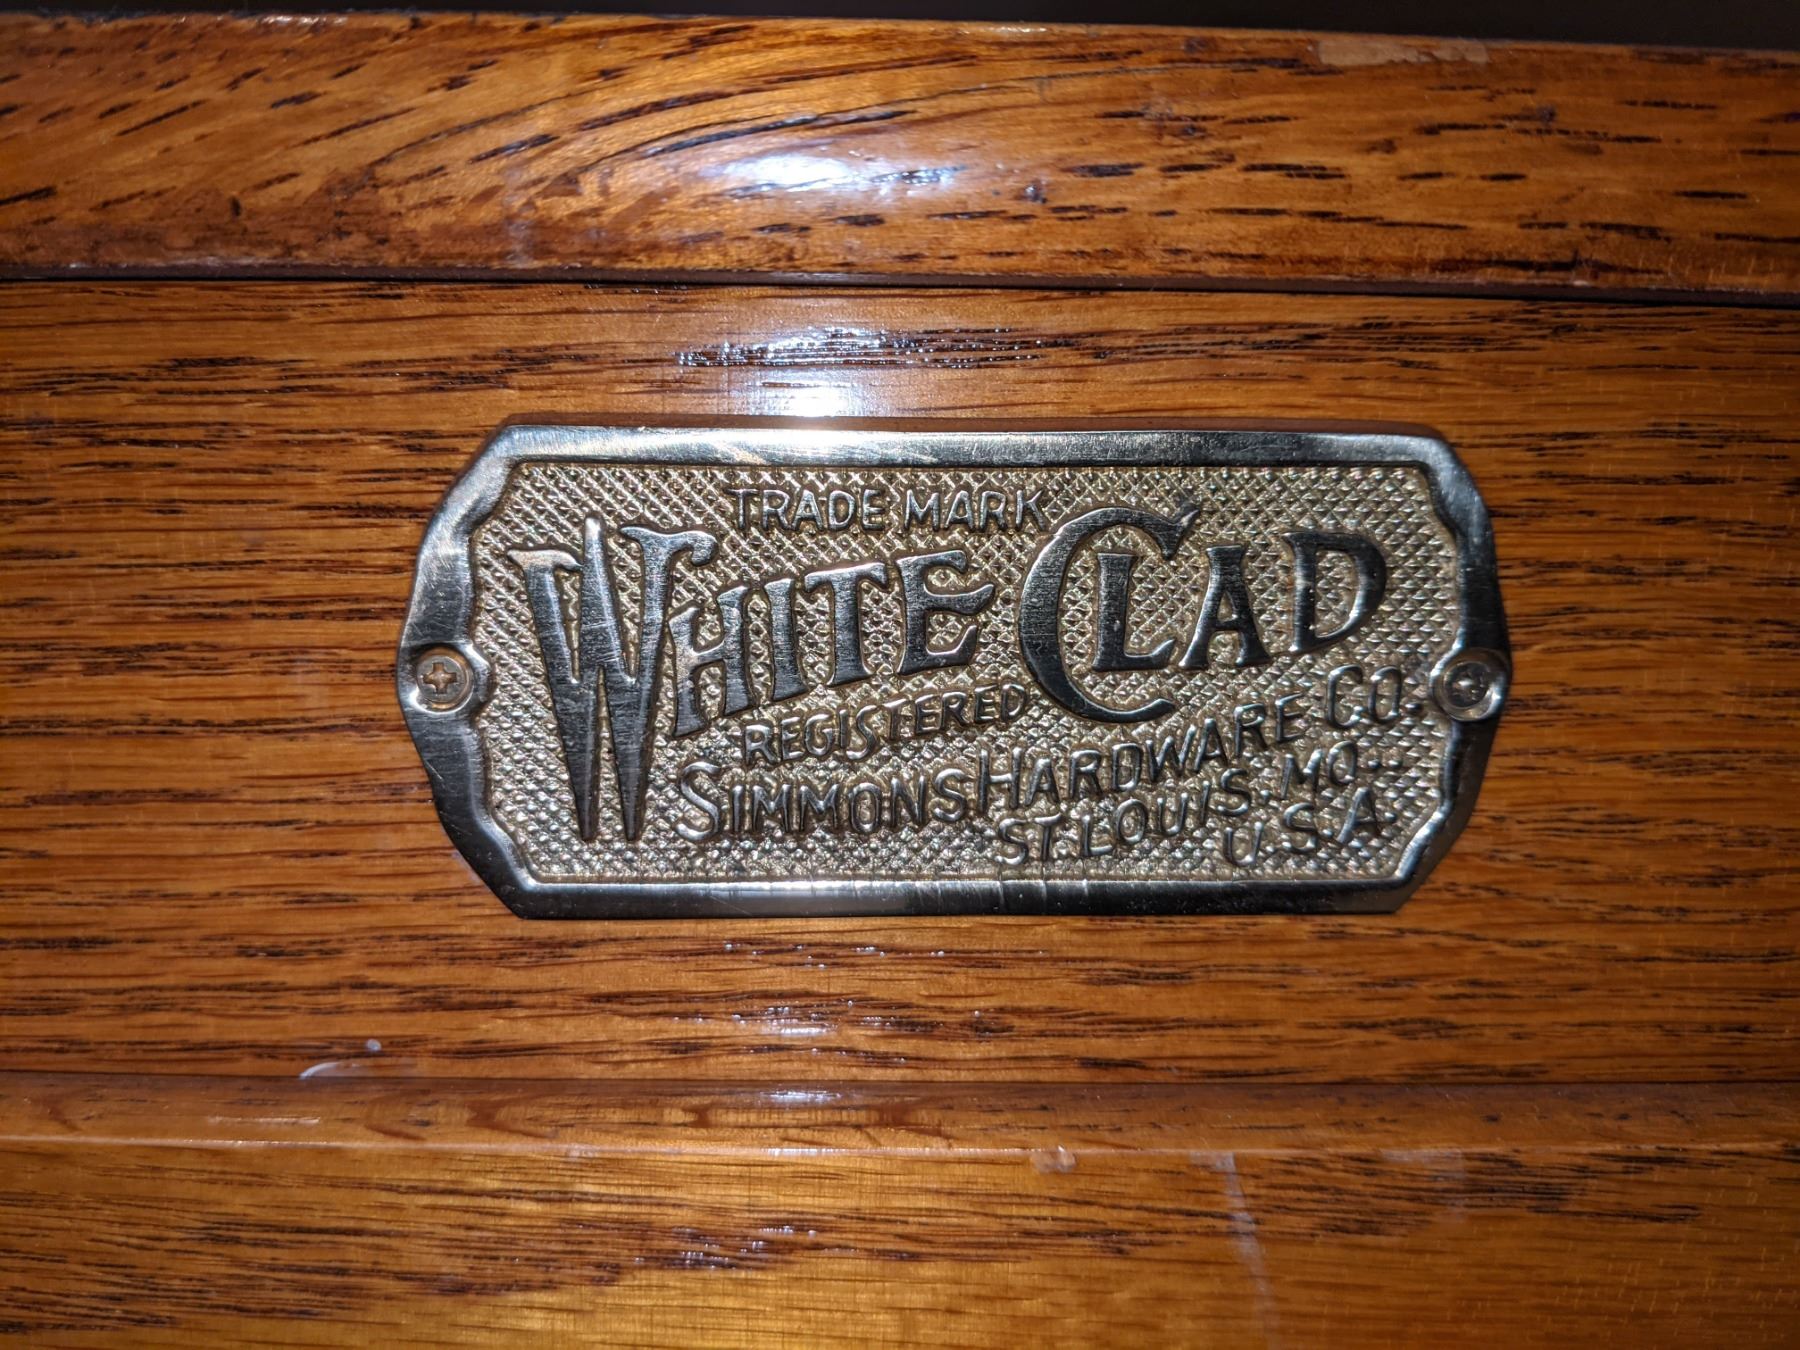 TRADE MARK
WHITE CLAD
REGISTERED
SIMMONS HARDWARE CO.
ST. LOUIS. MO.
U.S.A.